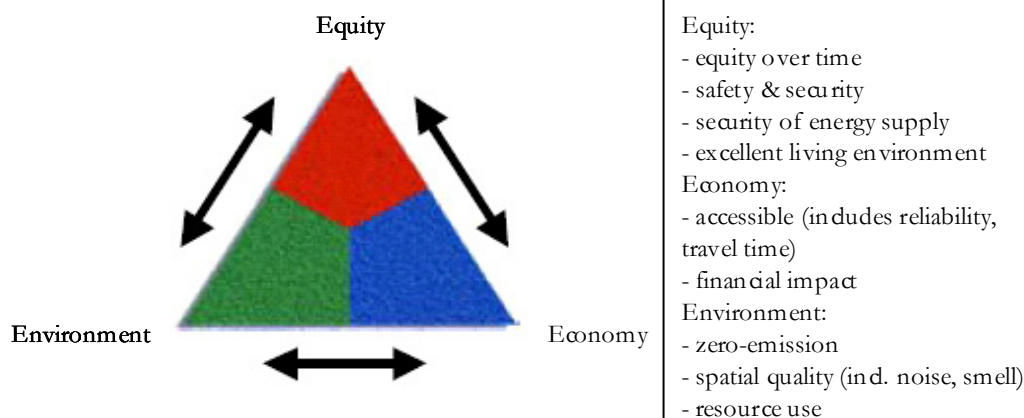 Equity
Environment
Economy
Equity:
- equity over time
- safety & security
- security of energy supply
- excellent living environment
Economy:
- accessible (includes reliability,
travel time)
- financial impact
Environment:
- zero-emission
- spatial quality (incl. noise, smell)
- resource use